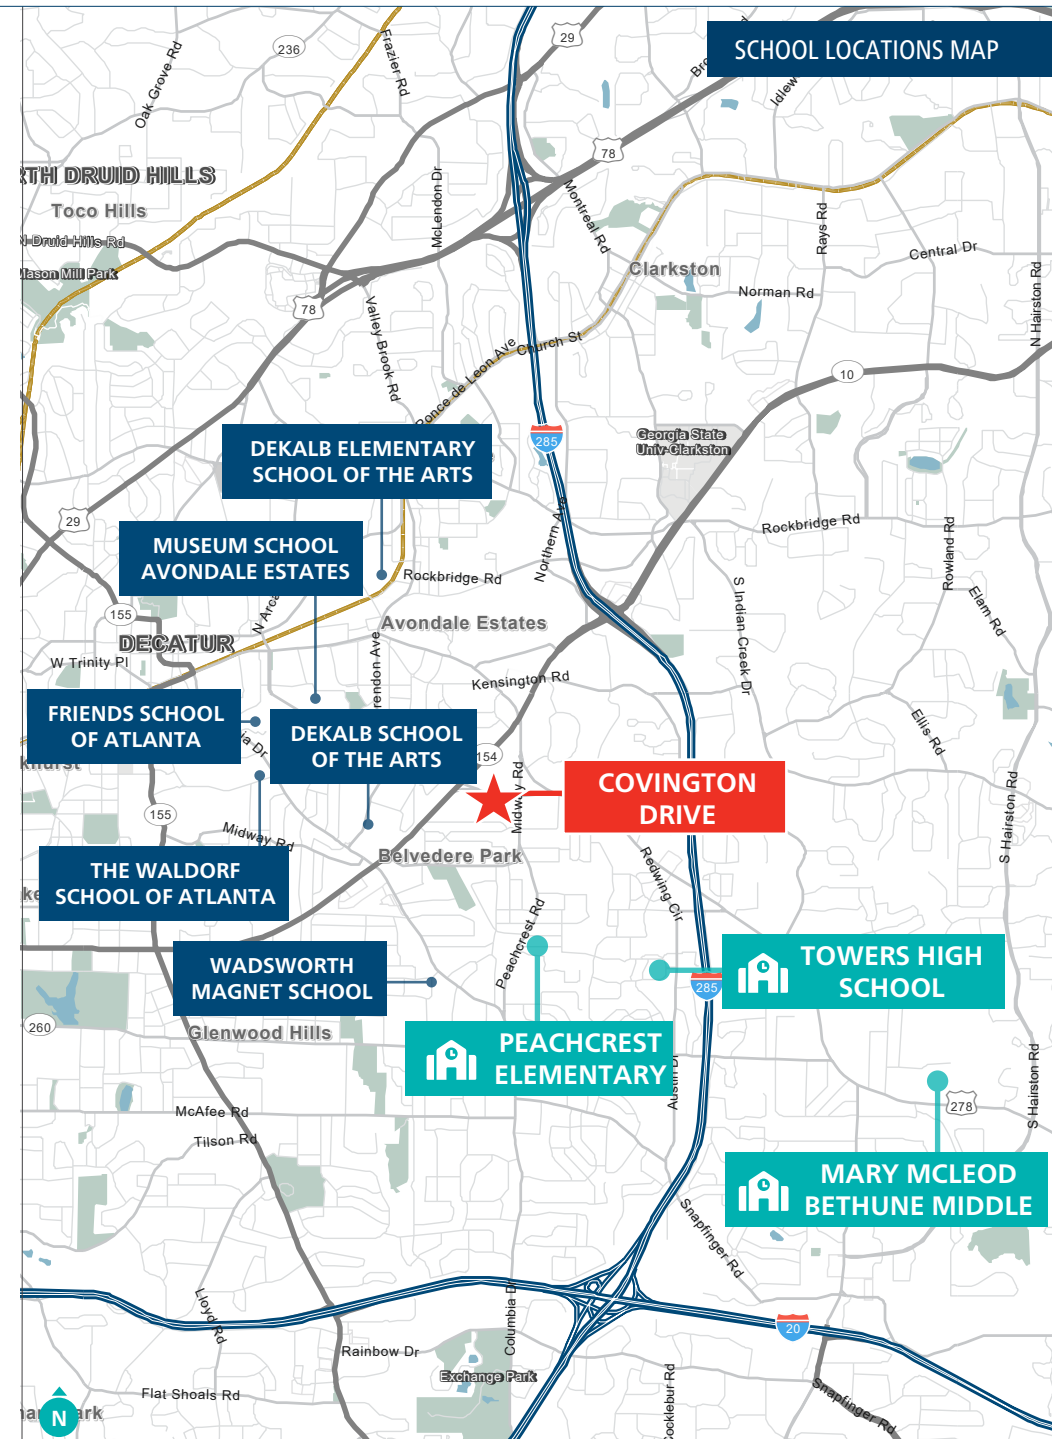 SCHOOL LOCATIONS MAP
29
236
Frazier Rd
Oak Grove Rd
78
RTH DRUID HILLS
Toco Hills
McLendon Dr
Montreal Rd
Rays Rd
N Druid Hills Rd
Mason Mill Park
Clarkston
Central Dr
Norman Rd
N Hairston Rd
78
Valley Brook Rd
Church St
Ponce de Leon Ave
10
285
Georgia State
Univ-Clarkston
DEKALB ELEMENTARY
SCHOOL OF THE ARTS
29
Northern Ave
Rockbridge Rd
Rowland Rd
MUSEUM SCHOOL
AVONDALE ESTATES
Rockbridge Rd
S Indian Creek Dr
Elam Rd
155
Avondale Estates
DECATUR
W Trinity Pl
Kensington Rd
FRIENDS SCHOOL
OF ATLANTA
DEKALB SCHOOL
OF THE ARTS
154
Ellis Rd
COVINGTON
DRIVE
Midway Rd
155
Midway Rd
S Hairston Rd
Belvedere Park
THE WALDORF
SCHOOL OF ATLANTA
Redwing Cir
Peachcrest Rd
WADSWORTH
MAGNET SCHOOL
TOWERS HIGH
SCHOOL
285
260
Glenwood Hills
PEACHCREST
ELEMENTARY
Austin Dr
S Hairston Rd
McAfee Rd
278
Tilson Rd
MARY MCLEOD
BETHUNE MIDDLE
Snapfinger Rd
Lloyd Rd
Columbia Dr
20
Rainbow Dr
Exchange Park
Flat Shoals Rd
Snapfinger Rd
Cocklebur Rd
N